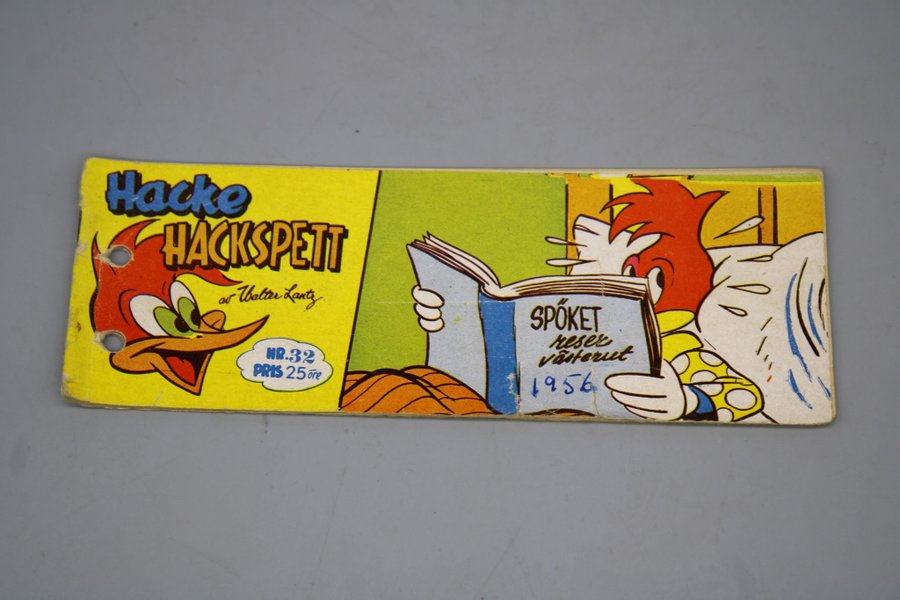 Hacke
HACKSPETT
av Walter Lantz
NR. 32
PRIS 25 öre
SPÖKET
reser
västerut
1956